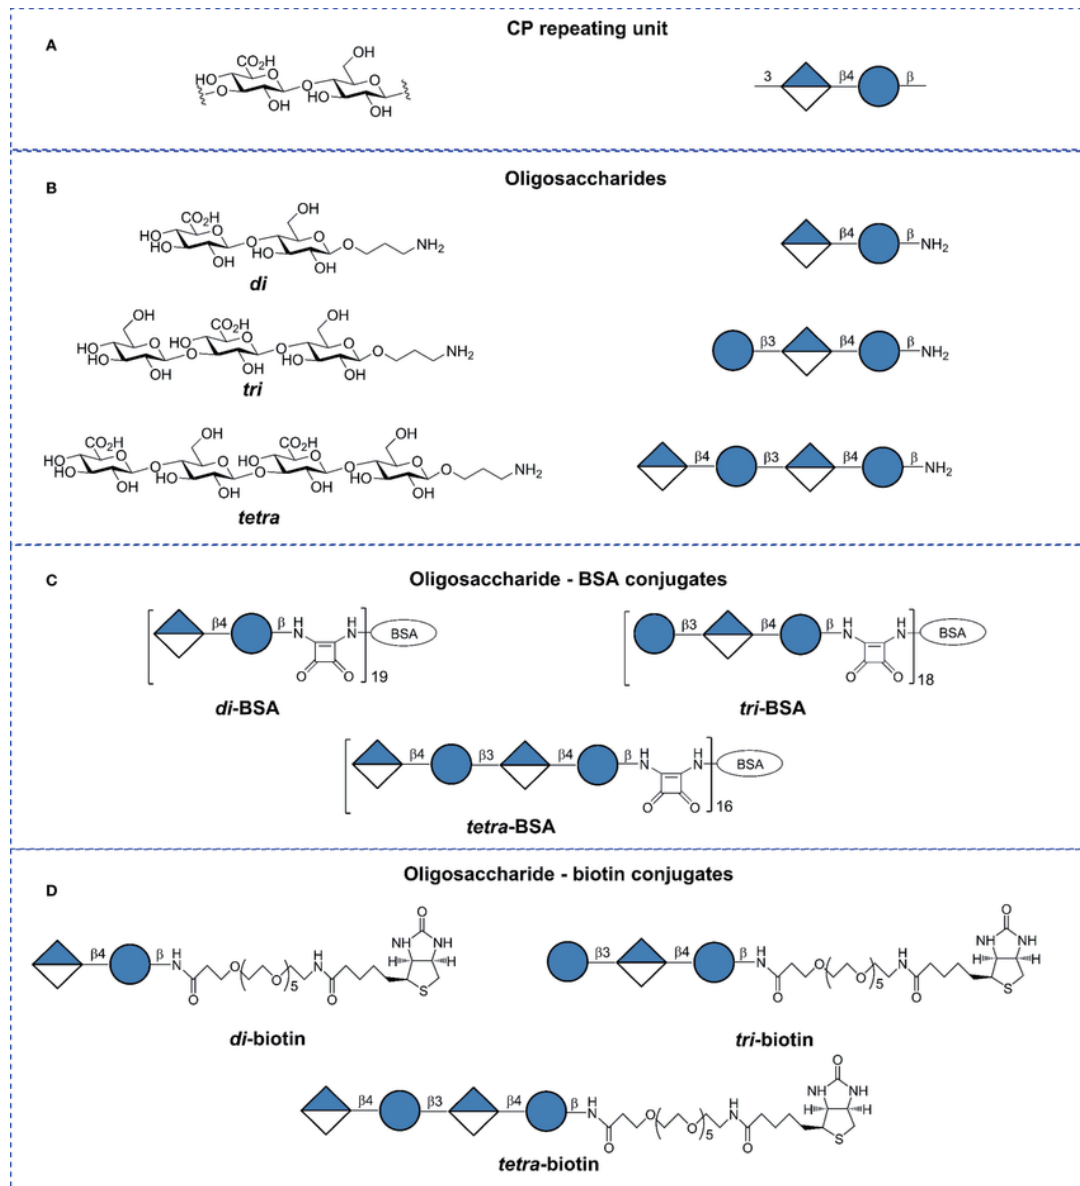 CP repeating unit
A
OH
CO₂H
HO
O
O
O
OH
HO
OH
O
3
β4
β
Oligosaccharides
B
CO₂H
OH
HO
HO
OH
O
O
HO
OH
O
O
NH₂
di
β4
β
NH₂
OH
HO
HO
OH
O
O
CO₂H
HO
O
OH
O
OH
HO
O
OH
O
NH₂
tri
β3
β4
β
NH₂
CO₂H
HO
HO
O
OH
O
OH
HO
O
OH
O
CO₂H
HO
O
OH
O
OH
HO
O
OH
O
NH₂
tetra
β4
β3
β4
β
NH₂
C
Oligosaccharide - BSA conjugates
β4
β
H
N
H
N
BSA
O
O
19
di-BSA
β3
β4
β
H
N
H
N
BSA
O
O
18
tri-BSA
β4
β3
β4
β
H
N
H
N
BSA
O
O
16
tetra-BSA
D
Oligosaccharide - biotin conjugates
β4
β
H
N
O
O
O
5
H
N
O
O
NH
HN
H
H
S
di-biotin
β3
β4
β
H
N
O
O
O
5
H
N
O
O
NH
HN
H
H
S
tri-biotin
β4
β3
β4
β
H
N
O
O
O
5
H
N
O
O
NH
HN
H
H
S
tetra-biotin